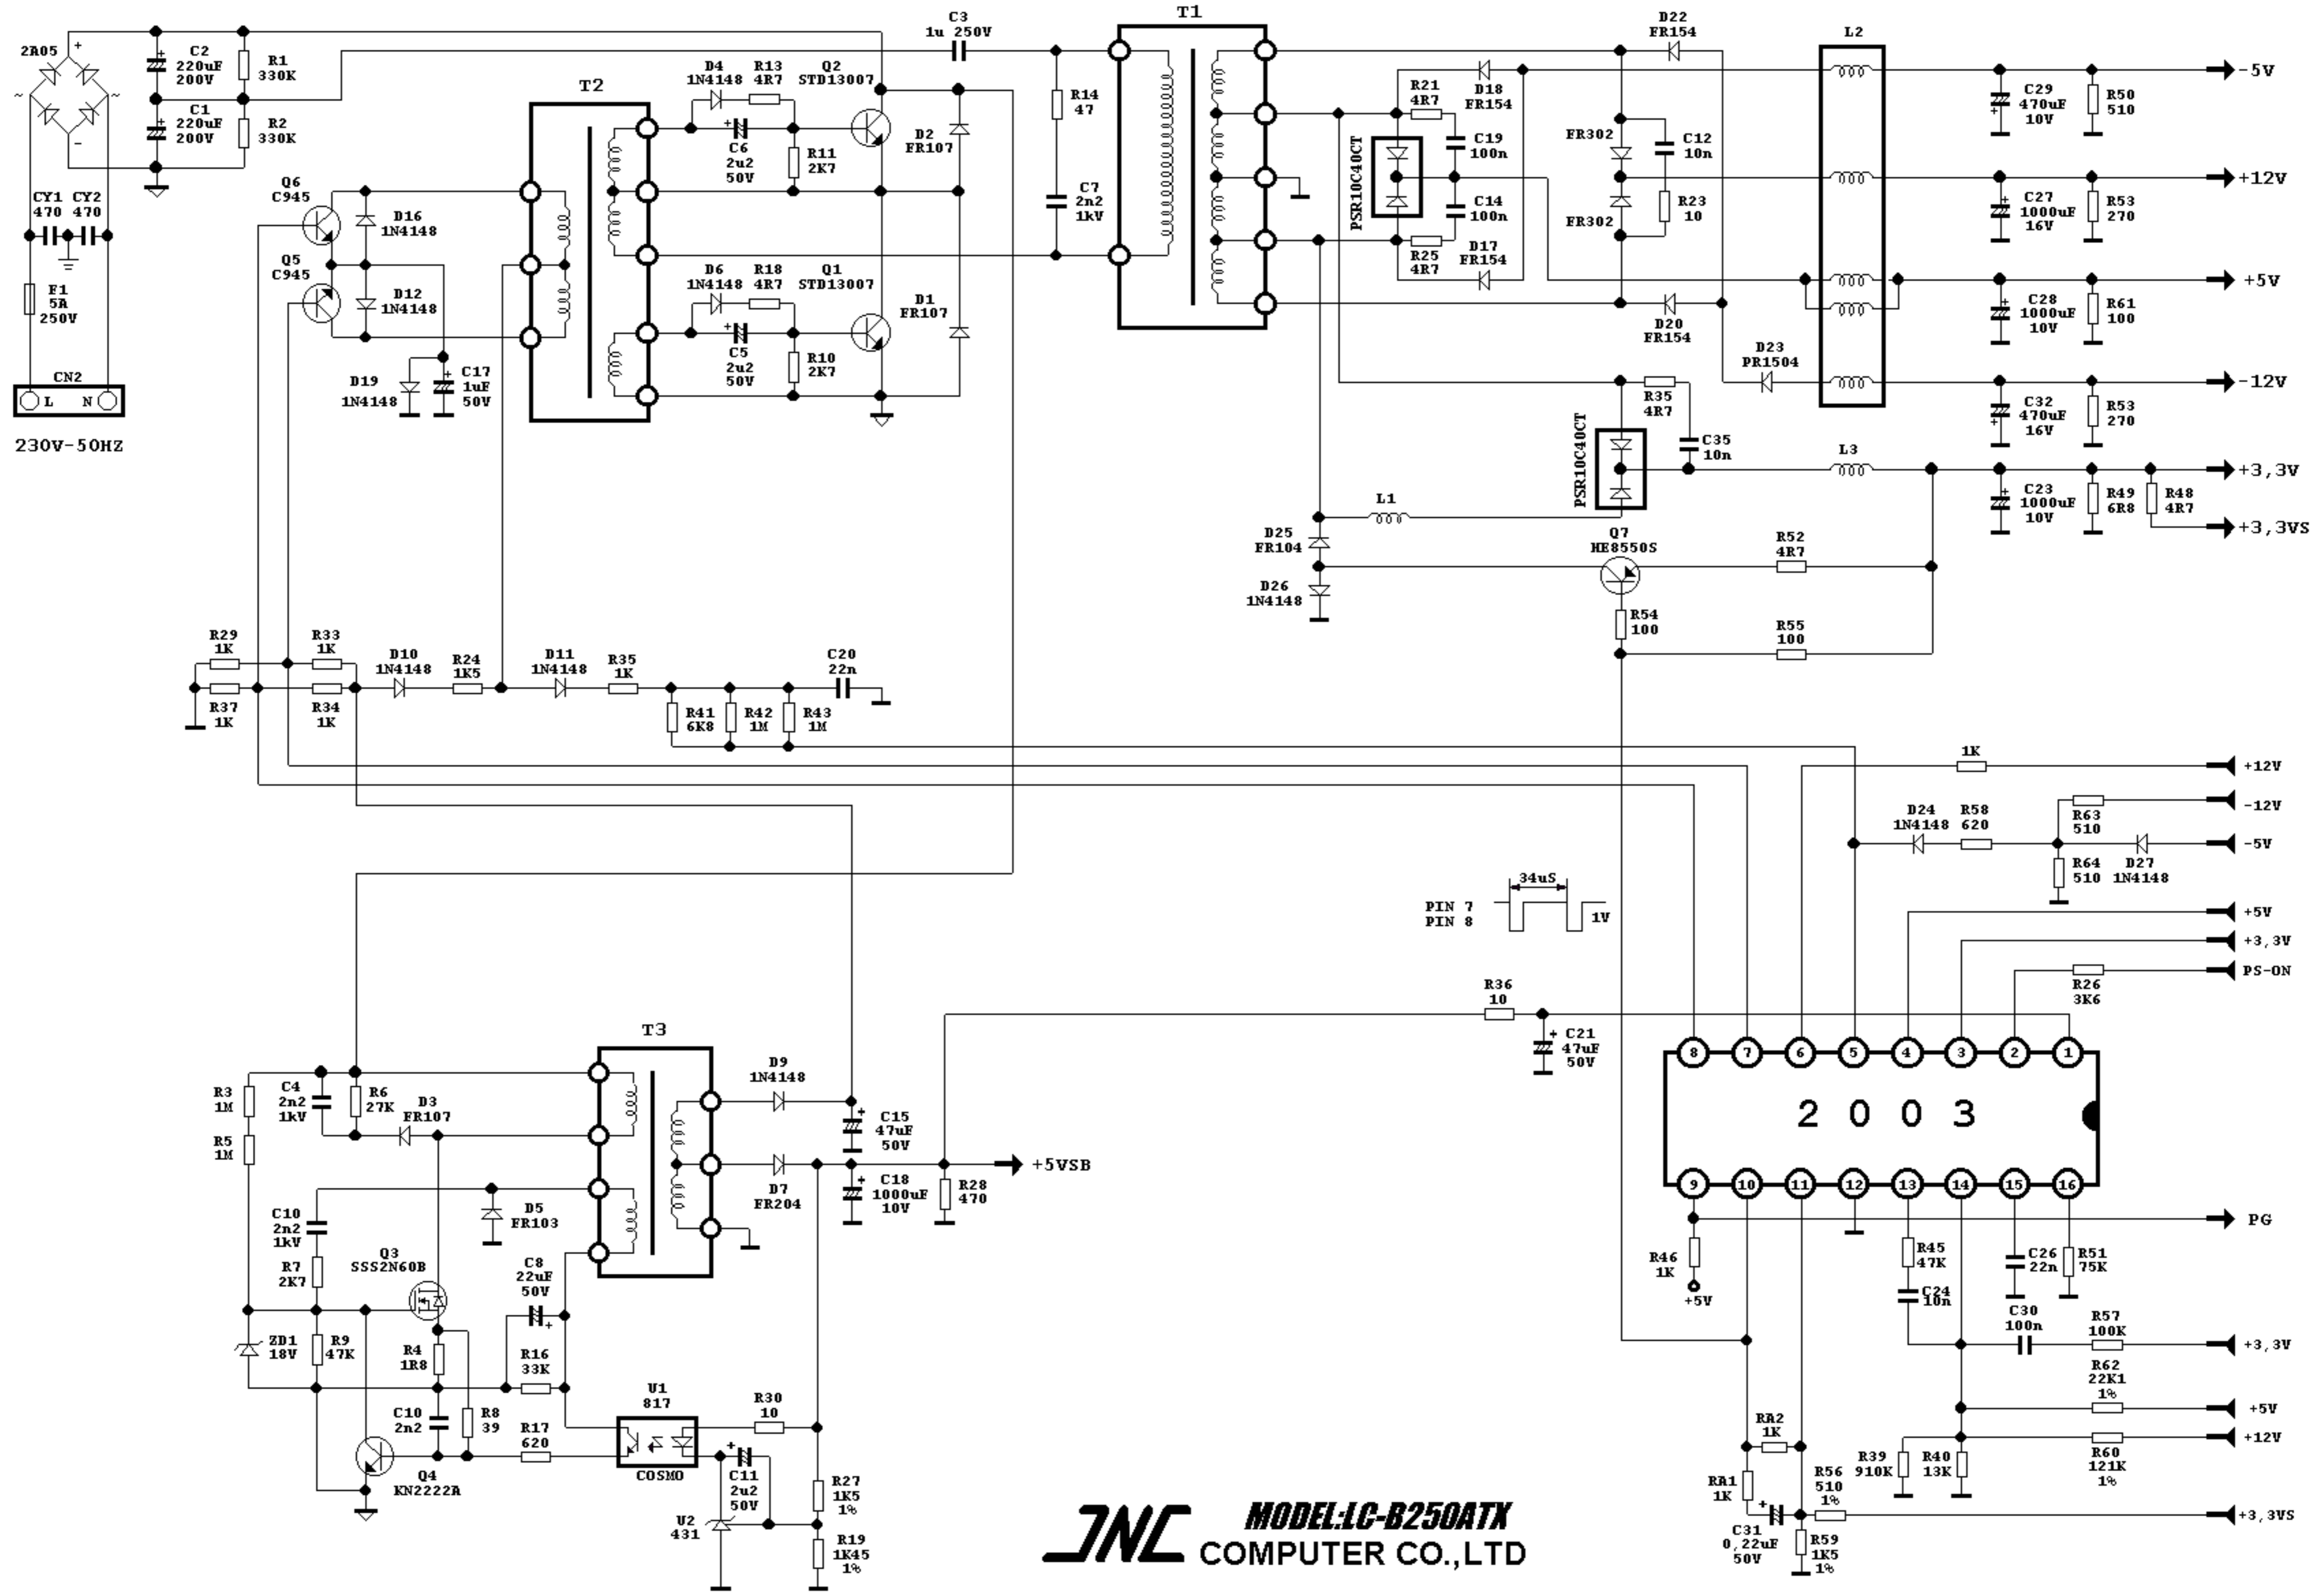 2A05
+
~
~
-
C2
220uF
200V
R1
330K
C1
220uF
200V
R2
330K
CY1
470
CY2
470
F1
5A
250V
CN2
L
N
230V-50HZ
Q6
C945
Q5
C945
D16
1N4148
D12
1N4148
D19
1N4148
+
C17
1uF
50V
T2
D4
1N4148
R13
4R7
Q2
STD13007
+
C6
2u2
50V
R11
2K7
D2
FR107
D6
1N4148
R18
4R7
Q1
STD13007
+
C5
2u2
50V
R10
2K7
D1
FR107
C3
1u 250V
R14
47
C7
2n2
1kV
T1
D22
FR154
R21
4R7
D18
FR154
C19
100n
PSR10C40CT
C14
100n
R25
4R7
D17
FR154
FR302
C12
10n
FR302
R23
10
D20
FR154
D23
PR1504
L2
C29
470uF
10V
R50
510
-5V
C27
1000uF
16V
R53
270
+12V
C28
1000uF
10V
R61
100
+5V
C32
470uF
16V
R53
270
-12V
R35
4R7
C35
10n
PSR10C40CT
L1
L3
C23
1000uF
10V
R49
6R8
R48
4R7
+3,3V
+3,3VS
D25
FR104
D26
1N4148
Q7
HE8550S
R52
4R7
R54
100
R55
100
R29
1K
R33
1K
R37
1K
R34
1K
D10
1N4148
R24
1K5
D11
1N4148
R35
1K
C20
22n
R41
6K8
R42
1M
R43
1M
1K
+12V
-12V
R63
510
D24
1N4148
R58
620
-5V
R64
510
D27
1N4148
+5V
+3,3V
PS-ON
R26
3K6
PIN 7
PIN 8
34uS
1V
R36
10
+
C21
47uF
50V
8
7
6
5
4
3
2
1
2003
9
10
11
12
13
14
15
16
PG
R46
1K
+5V
R45
47K
C24
10n
C26
22n
R51
75K
C30
100n
R57
100K
+3,3V
R62
22K1
1%
+5V
+12V
R60
121K
1%
R39
910K
R40
13K
RA2
1K
RA1
1K
R56
510
1%
+
C31
0,22uF
50V
R59
1K5
1%
+3,3VS
T3
R3
1M
C4
2n2
1kV
R6
27K
D3
FR107
R5
1M
D9
1N4148
+
C15
47uF
50V
D7
FR204
+
C18
1000uF
10V
R28
470
+5VSB
C10
2n2
1kV
D5
FR103
R7
2K7
Q3
SSS2N60B
C8
22uF
50V
+
ZD1
18V
R9
47K
R4
1R8
R16
33K
C10
2n2
R8
39
R17
620
Q4
KN2222A
U1
817
COSMO
R30
10
+
C11
2u2
50V
R27
1K5
1%
U2
431
R19
1K45
1%
JNC
MODEL:LC-B250ATX
COMPUTER CO.,LTD